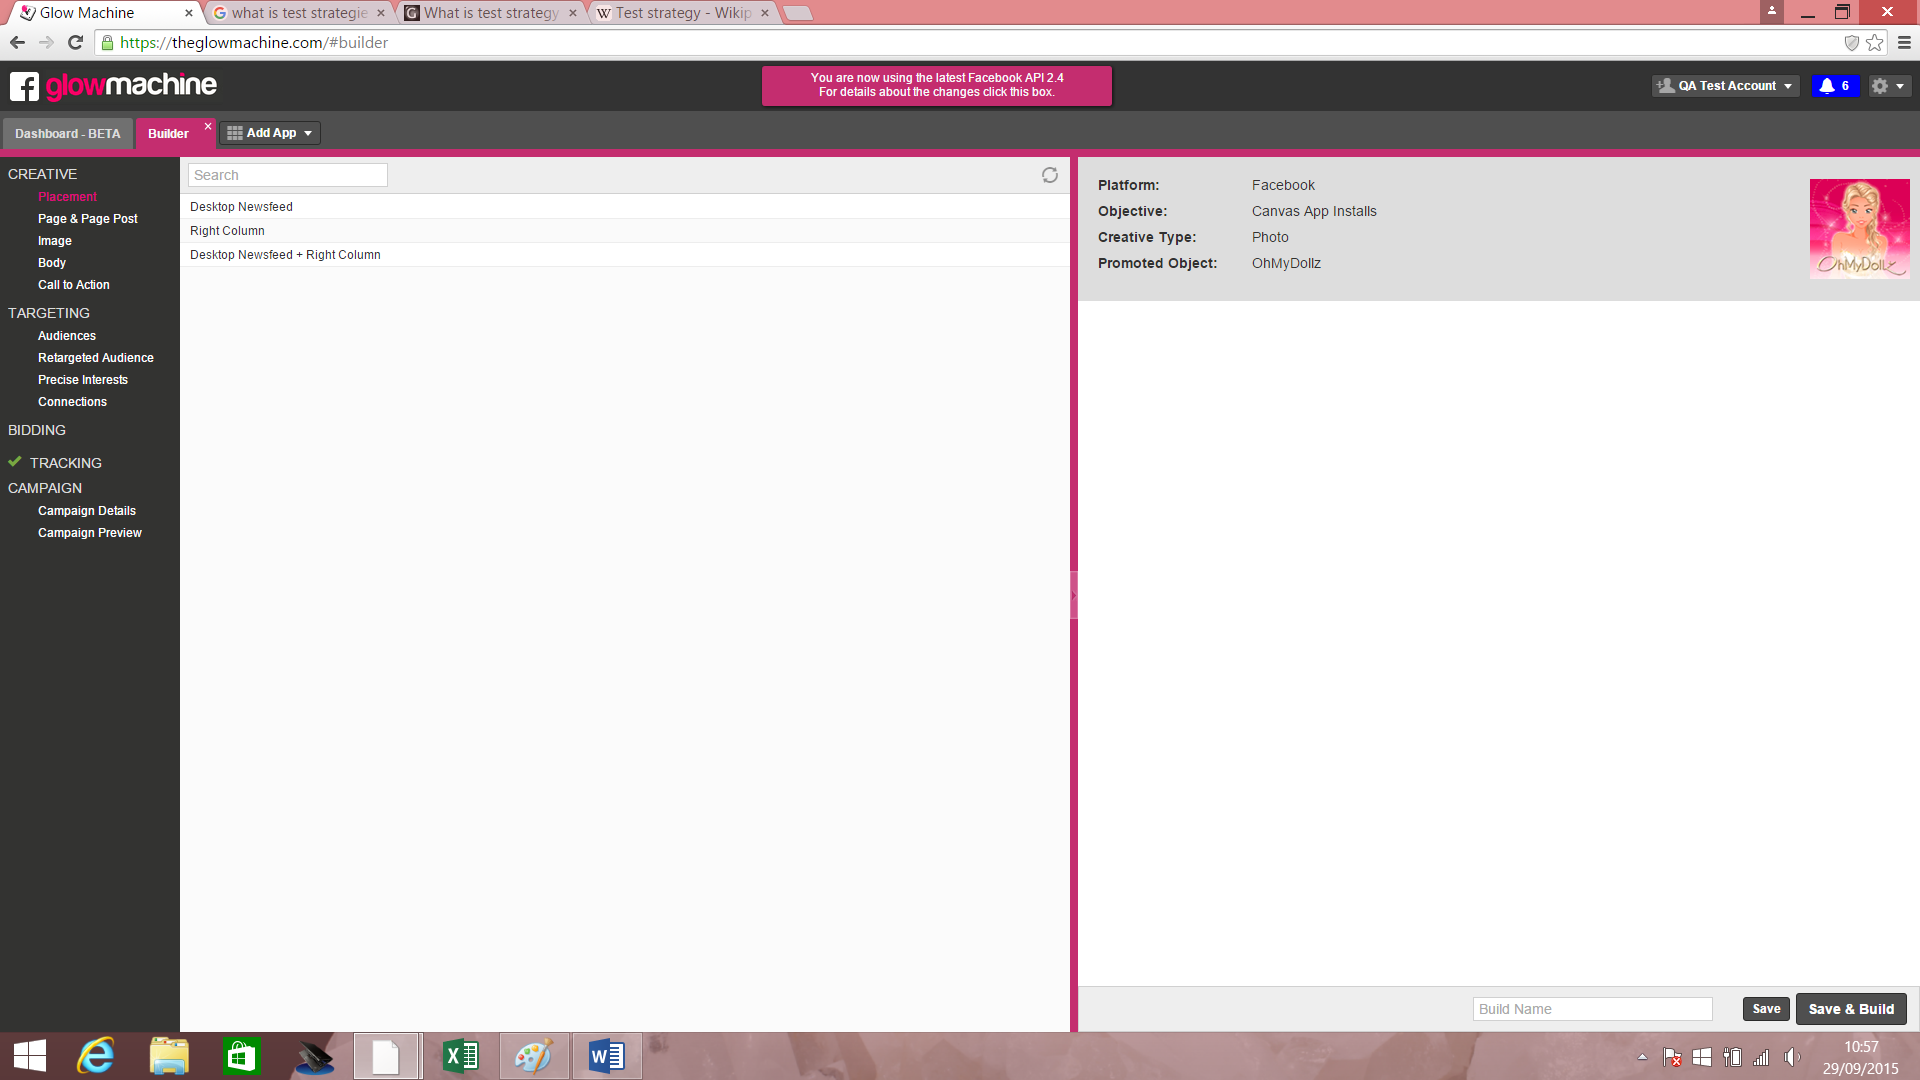 Glow Machine
what is test strategie
What is test strategy
Test strategy - Wikip
https://theglowmachine.com/#builder
glowmachine
You are now using the latest Facebook API 2.4
For details about the changes click this box.
QA Test Account
6
Dashboard - BETA
Builder
Add App
CREATIVE
Placement
Page & Page Post
Image
Body
Call to Action
TARGETING
Audiences
Retargeted Audience
Precise Interests
Connections
BIDDING
TRACKING
CAMPAIGN
Campaign Details
Campaign Preview
Search
Desktop Newsfeed
Right Column
Desktop Newsfeed + Right Column
Platform: Facebook
Objective: Canvas App Installs
Creative Type: Photo
Promoted Object: OhMyDollz
OhMyDollz
Build Name
Save
Save & Build
10:57
29/09/2015